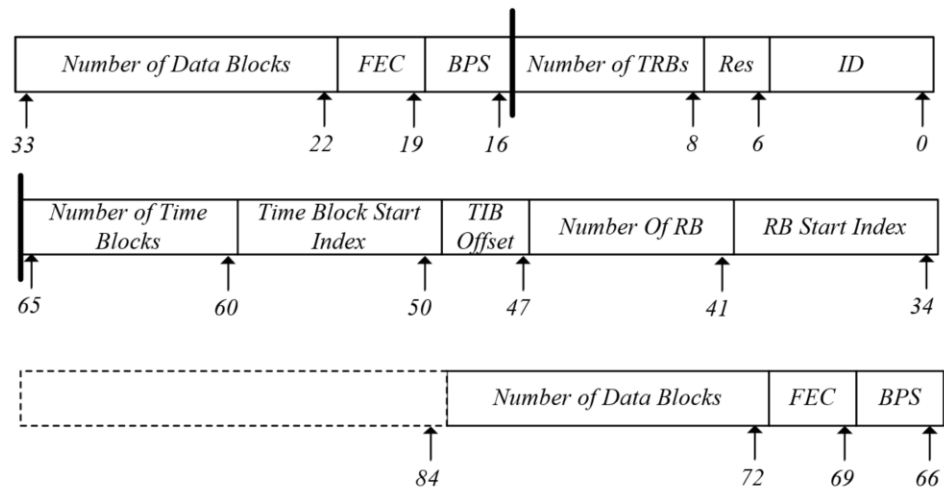 Number of Data Blocks FEC BPS Number of TRBs Res ID
33 22 19 16 8 6 0
Number of Time Blocks Time Block Start Index TIB Offset Number Of RB RB Start Index
65 60 50 47 41 34
Number of Data Blocks FEC BPS
84 72 69 66